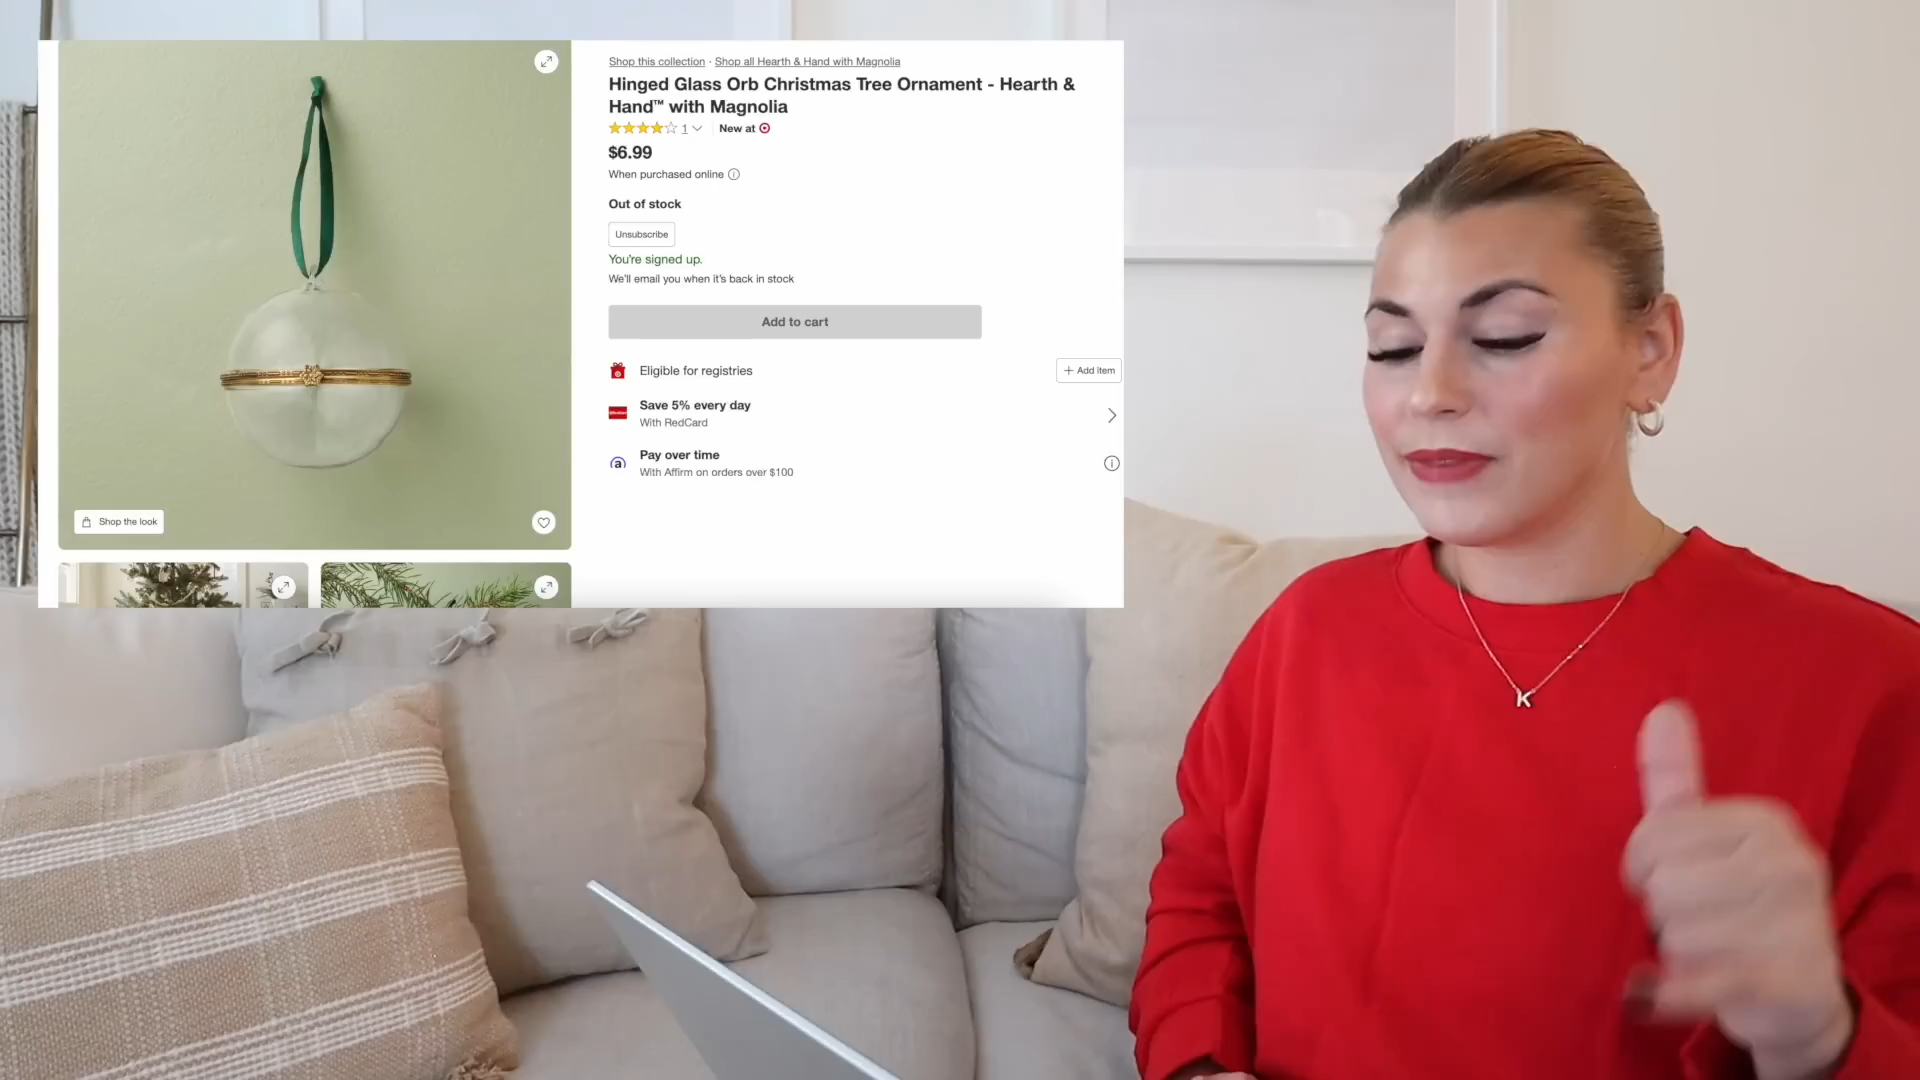 Shop this collection · Shop all Hearth & Hand with Magnolia
Hinged Glass Orb Christmas Tree Ornament - Hearth &
Hand™ with Magnolia
1 New at
$6.99
When purchased online
Out of stock
Unsubscribe
You're signed up.
We'll email you when it's back in stock
Add to cart
Eligible for registries
+ Add item
Save 5% every day
With RedCard
a
Pay over time
With Affirm on orders over $100
Shop the look
K